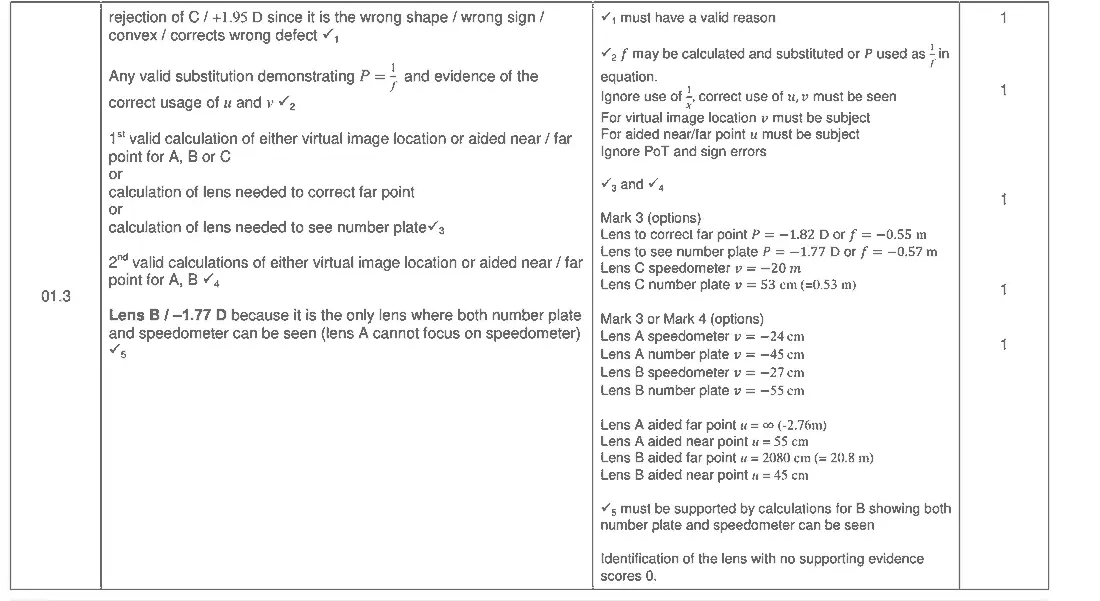 01.3
rejection of C / +1.95 D since it is the wrong shape / wrong sign /
convex / corrects wrong defect ✓1
Any valid substitution demonstrating P = 1/f and evidence of the
correct usage of u and v ✓2
1st valid calculation of either virtual image location or aided near / far
point for A, B or C
or
calculation of lens needed to correct far point
or
calculation of lens needed to see number plate✓3
2nd valid calculations of either virtual image location or aided near / far
point for A, B ✓4
Lens B / –1.77 D because it is the only lens where both number plate
and speedometer can be seen (lens A cannot focus on speedometer)
✓5
✓1 must have a valid reason
✓2 f may be calculated and substituted or P used as 1/f in
equation.
Ignore use of 1/x, correct use of u, v must be seen
For virtual image location v must be subject
For aided near/far point u must be subject
Ignore PoT and sign errors
✓3 and ✓4
Mark 3 (options)
Lens to correct far point P = −1.82 D or f = −0.55 m
Lens to see number plate P = −1.77 D or f = −0.57 m
Lens C speedometer v = −20 m
Lens C number plate v = 53 cm (=0.53 m)
Mark 3 or Mark 4 (options)
Lens A speedometer v = −24 cm
Lens A number plate v = −45 cm
Lens B speedometer v = −27 cm
Lens B number plate v = −55 cm
Lens A aided far point u = ∞ (-2.76m)
Lens A aided near point u = 55 cm
Lens B aided far point u = 2080 cm (= 20.8 m)
Lens B aided near point u = 45 cm
✓5 must be supported by calculations for B showing both
number plate and speedometer can be seen
Identification of the lens with no supporting evidence
scores 0.
1
1
1
1
1